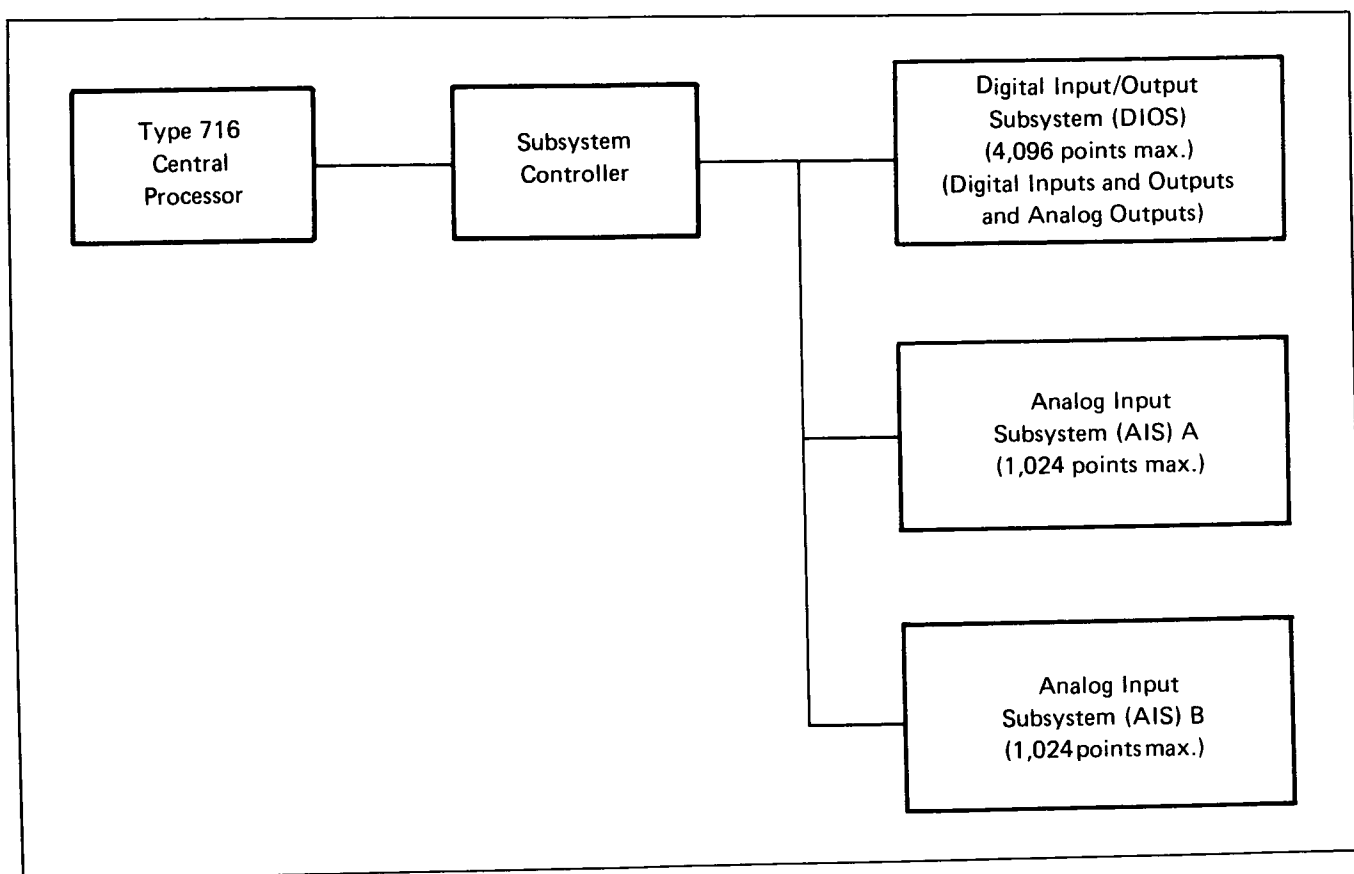 Type 716
Central
Processor
Subsystem
Controller
Digital Input/Output
Subsystem (DIOS)
(4,096 points max.)
(Digital Inputs and Outputs
and Analog Outputs)
Analog Input
Subsystem (AIS) A
(1,024 points max.)
Analog Input
Subsystem (AIS) B
(1,024 points max.)